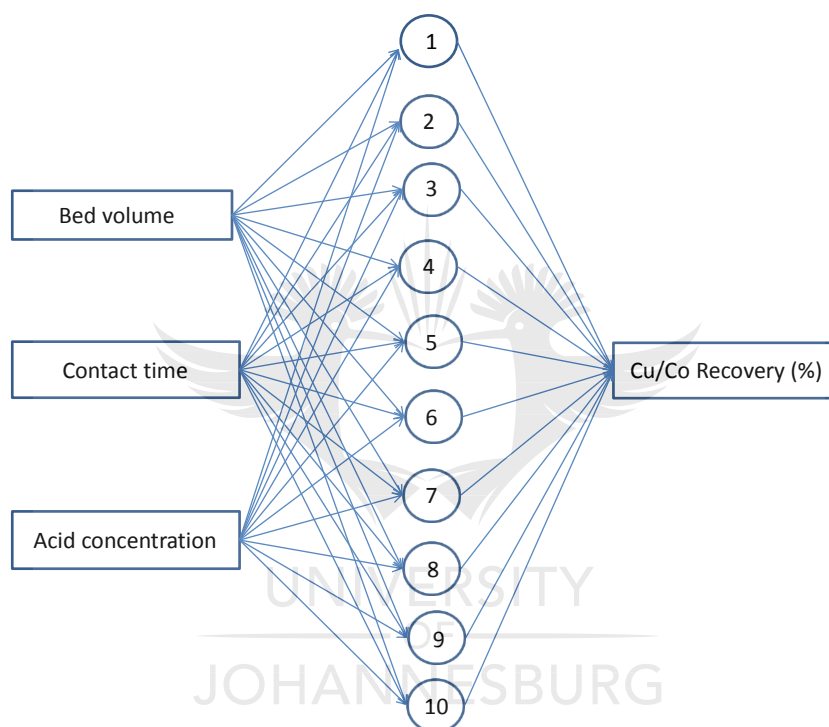 1
2
3
Bed volume
4
5
Contact time
Cu/Co Recovery (%)
6
7
Acid concentration
8
UNIVERSITY
OF
9
JOHANNESBURG
10